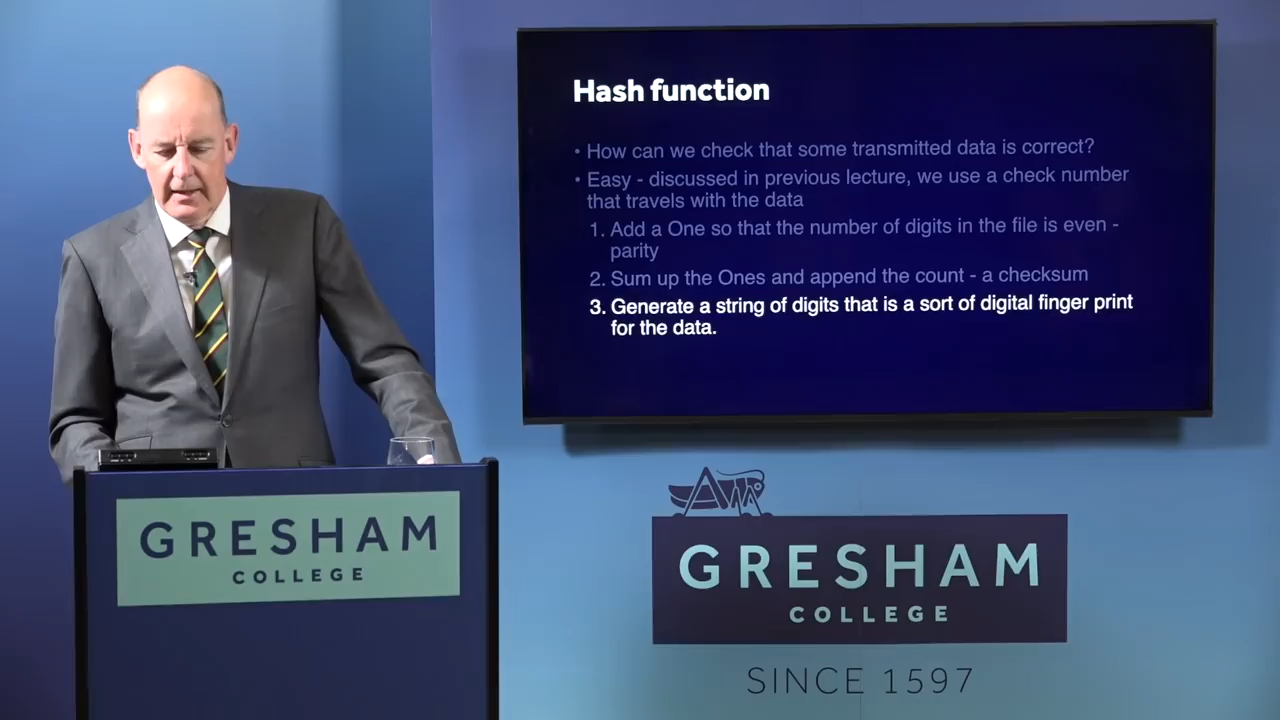 Hash function
• How can we check that some transmitted data is correct?
• Easy - discussed in previous lecture, we use a check number
that travels with the data
1. Add a One so that the number of digits in the file is even -
parity
2. Sum up the Ones and append the count - a checksum
3. Generate a string of digits that is a sort of digital finger print
for the data.
GRESHAM
COLLEGE
GRESHAM
COLLEGE
SINCE 1597